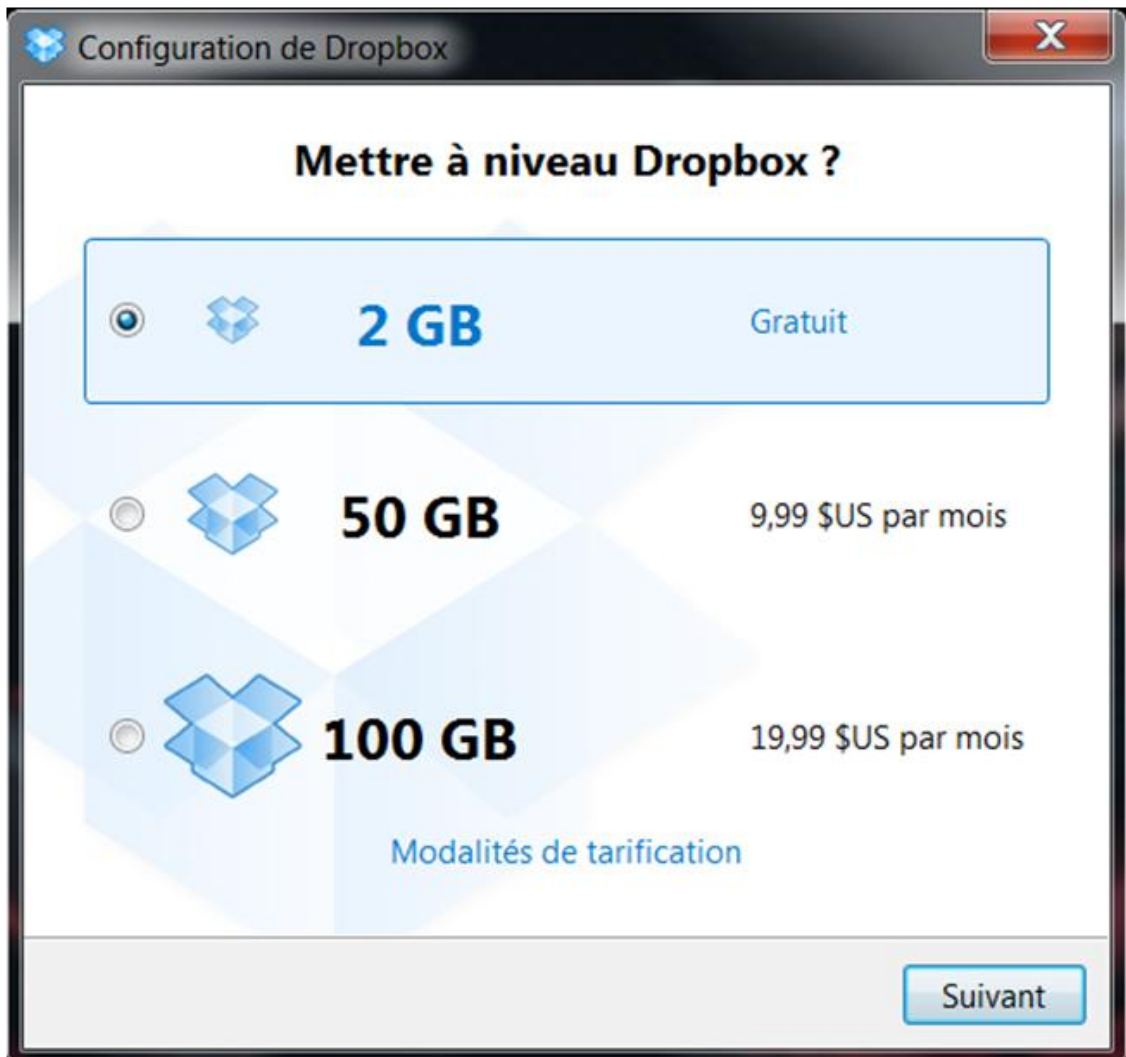 Configuration de Dropbox
Mettre à niveau Dropbox ?
2 GB Gratuit
50 GB 9,99 $US par mois
100 GB 19,99 $US par mois
Modalités de tarification
Suivant